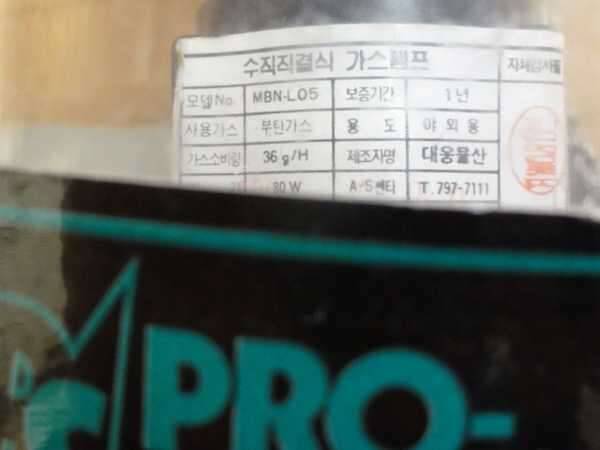 수직직결식 가스램프
모델No. MBN-L05 보증기간 1년
사용가스 부탄가스 용 도 야외용
가스소비량 36g/H 제조자명 대웅물산
80W A/S쎈타 T.797-7111
PRO-